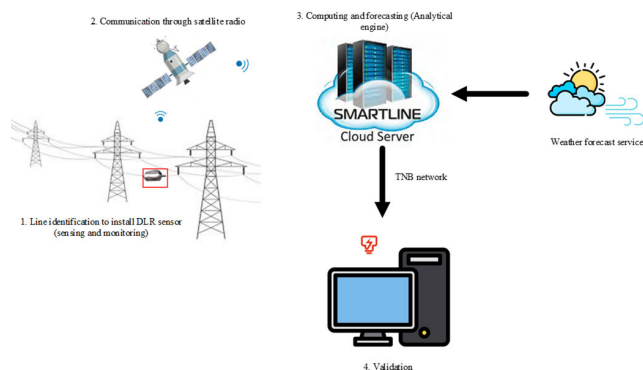 2. Communication through satellite radio
3. Computing and forecasting (Analytical
engine)
SMARTLINE
Cloud Server
Weather forecast service
TNB network
1. Line identification to install DLR sensor
(sensing and monitoring)
4. Validation